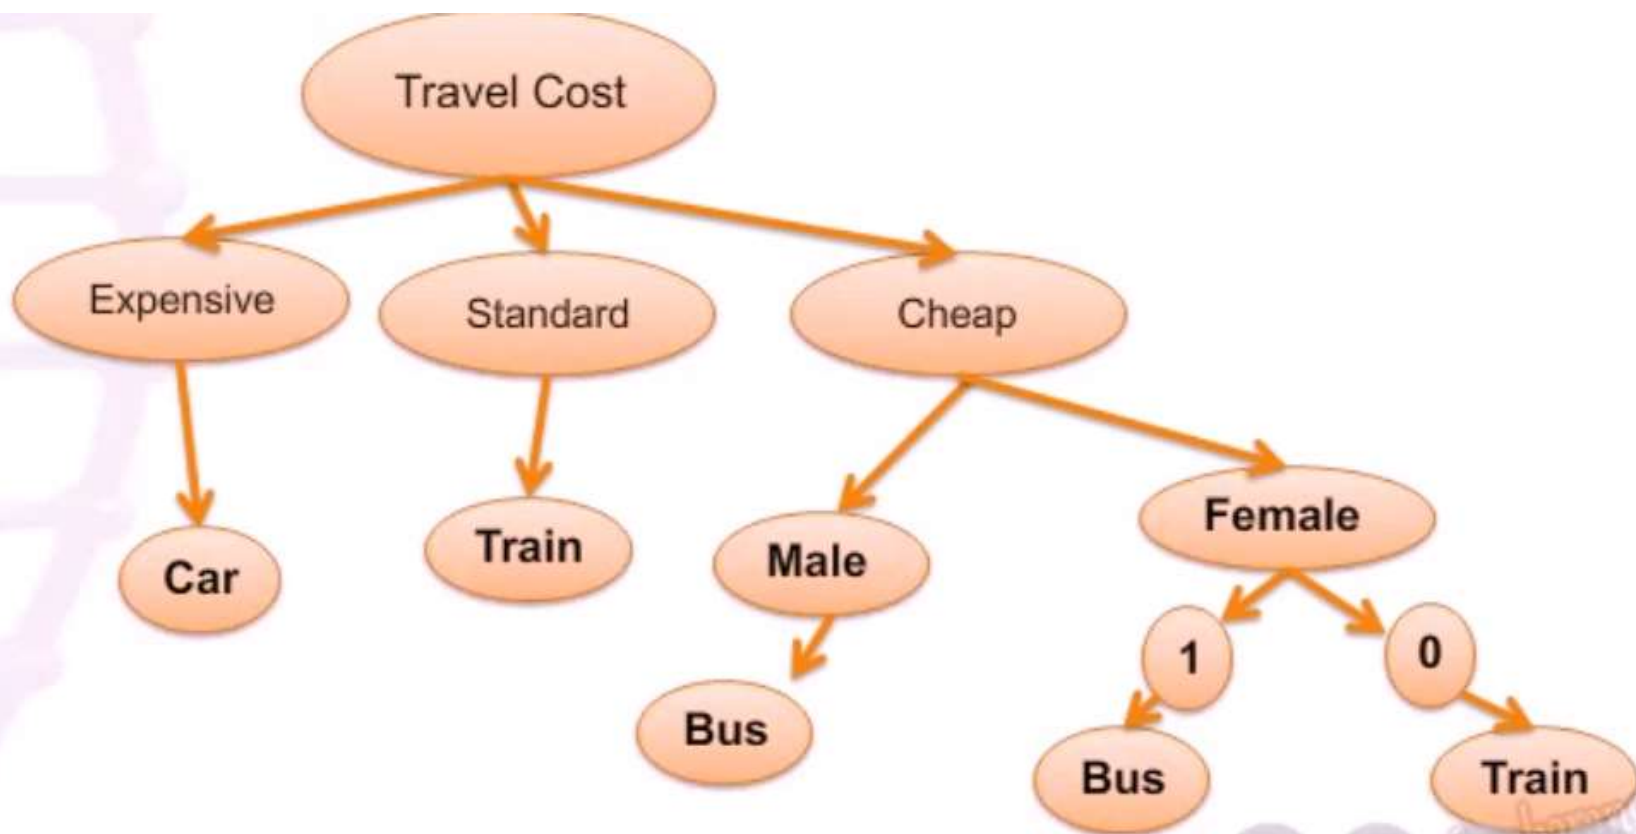 Travel Cost
Expensive
Standard
Cheap
Car
Train
Male
Female
1
0
Bus
Bus
Train